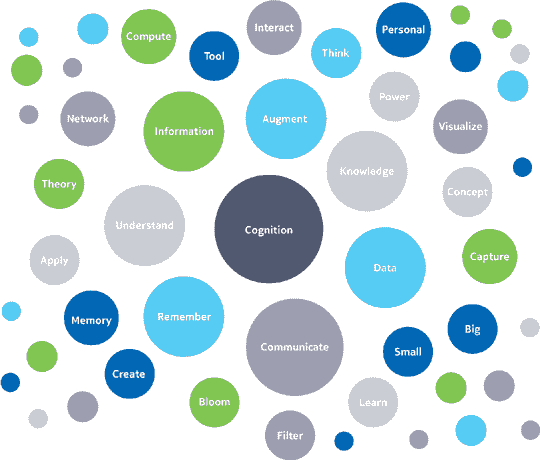 Interact
Personal
Compute
Tool
Think
Power
Network
Information
Augment
Visualize
Knowledge
Theory
Concept
Understand
Cognition
Capture
Apply
Data
Memory
Remember
Big
Communicate
Small
Create
Bloom
Learn
Filter